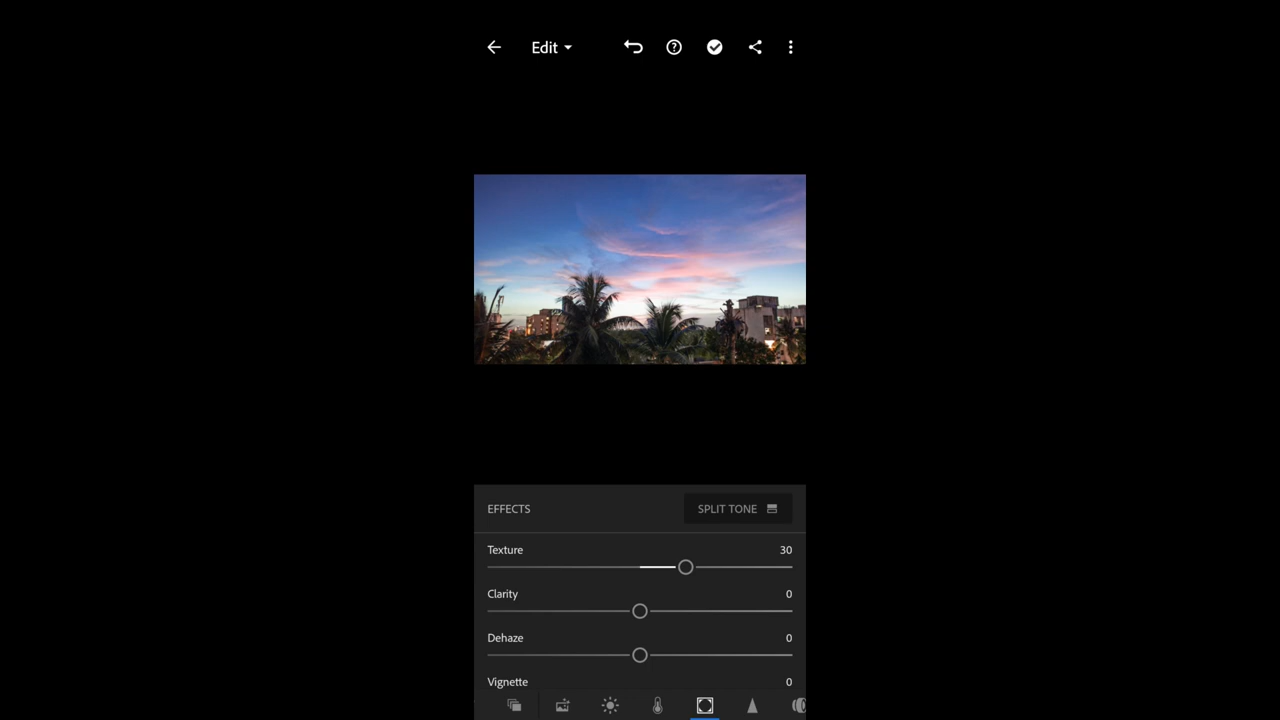 Edit
EFFECTS
SPLIT TONE
Texture 30
Clarity 0
Dehaze 0
Vignette 0